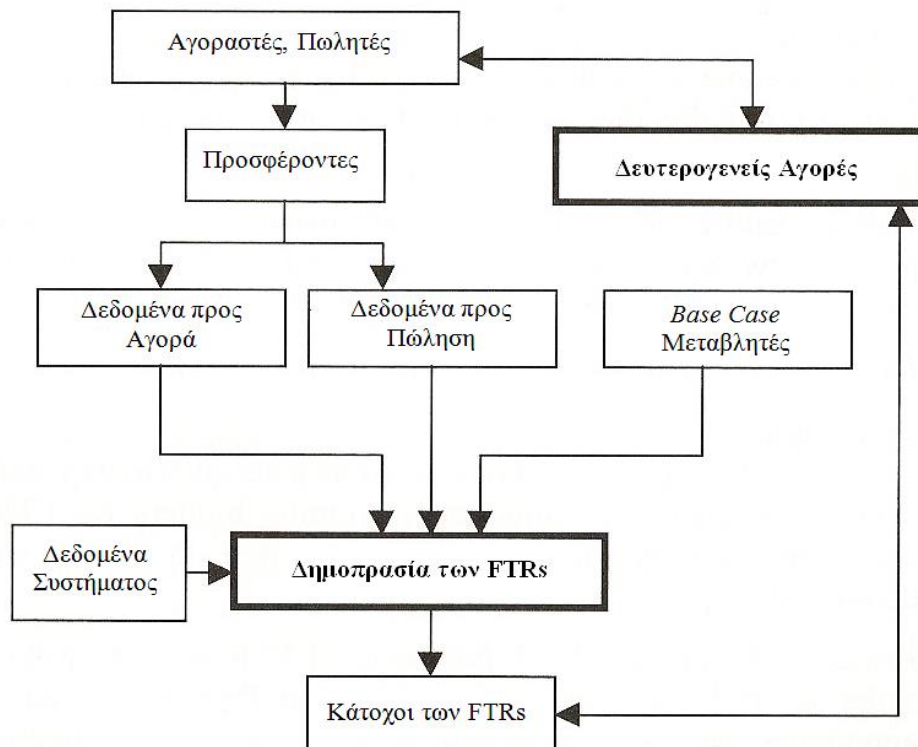 Αγοραστές, Πωλητές
Προσφέροντες
Δευτερογενείς Αγορές
Δεδομένα προς
Αγορά
Δεδομένα προς
Πώληση
Base Case
Μεταβλητές
Δεδομένα
Συστήματος
Δημοπρασία των FTRs
Κάτοχοι των FTRs